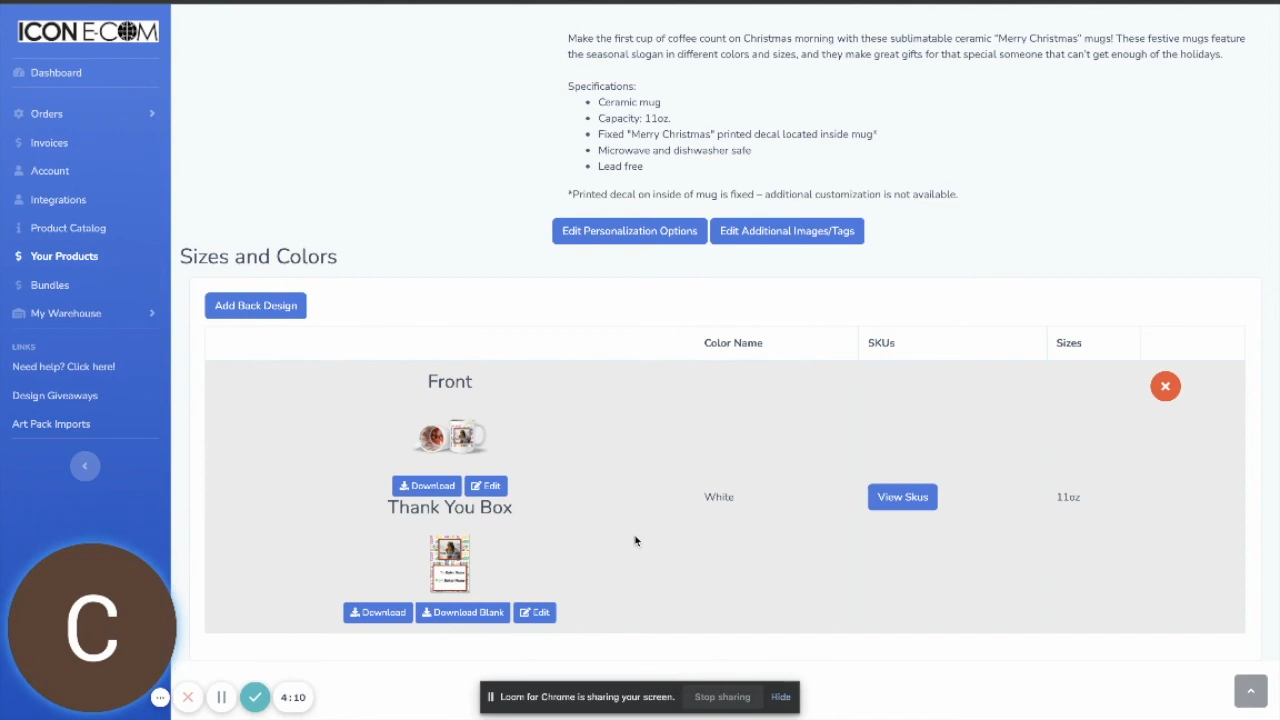 ICON E-COM
Dashboard
Orders
Invoices
Account
Integrations
Product Catalog
Your Products
Bundles
My Warehouse
LINKS
Need help? Click here!
Design Giveaways
Art Pack Imports
Make the first cup of coffee count on Christmas morning with these sublimatable ceramic "Merry Christmas" mugs! These festive mugs feature
the seasonal slogan in different colors and sizes, and they make great gifts for that special someone that can't get enough of the holidays.
Specifications:
Ceramic mug
Capacity: 11oz.
Fixed "Merry Christmas" printed decal located inside mug*
Microwave and dishwasher safe
Lead free
*Printed decal on inside of mug is fixed – additional customization is not available.
Edit Personalization Options
Edit Additional Images/Tags
Sizes and Colors
Add Back Design
Color Name
SKUs
Sizes
Front
Download
Edit
Thank You Box
White
View Skus
11oz
Download
Download Blank
Edit
C
4:10
Loom for Chrome is sharing your screen.
Stop sharing
Hide